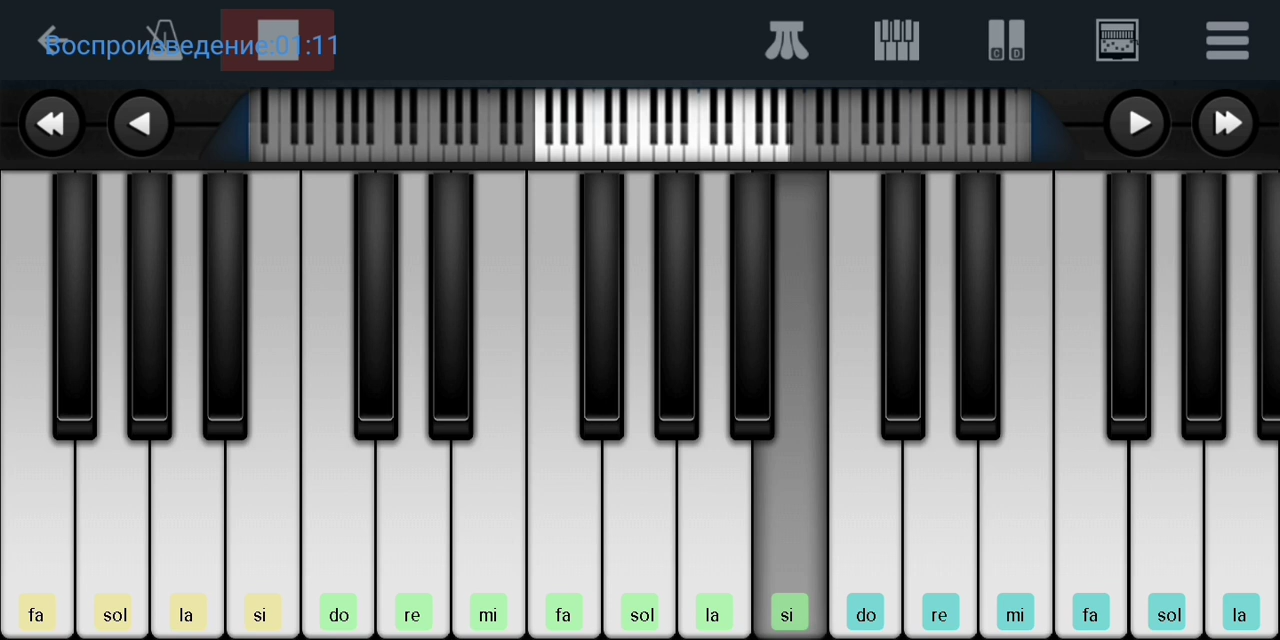 Воспроизведение:01:11
C D
fa sol la si do re mi fa sol la si do re mi fa sol la